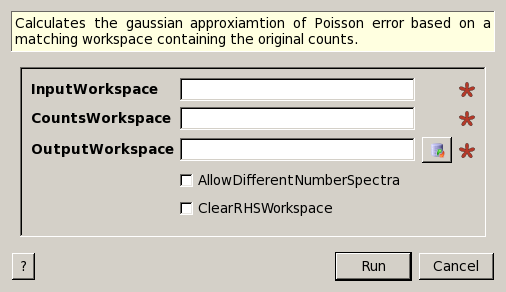 Calculates the gaussian approxiamtion of Poisson error based on a
matching workspace containing the original counts.
InputWorkspace
CountsWorkspace
OutputWorkspace
AllowDifferentNumberSpectra
ClearRHSWorkspace
? Run Cancel